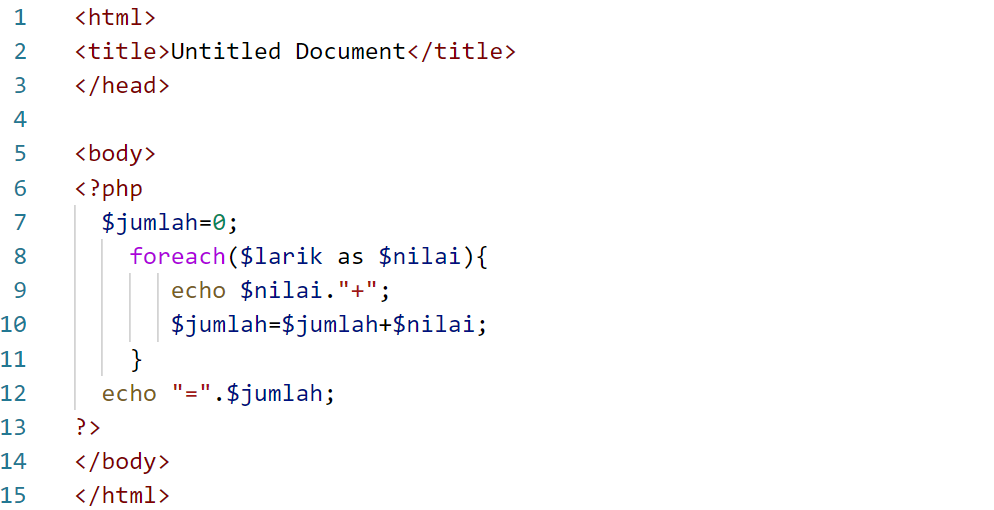 1 <html>
2 <title>Untitled Document</title>
3 </head>
4
5 <body>
6 <?php
7 $jumlah=0;
8 foreach($larik as $nilai){
9 echo $nilai."+";
10 $jumlah=$jumlah+$nilai;
11 }
12 echo "=".$jumlah;
13 ?>
14 </body>
15 </html>